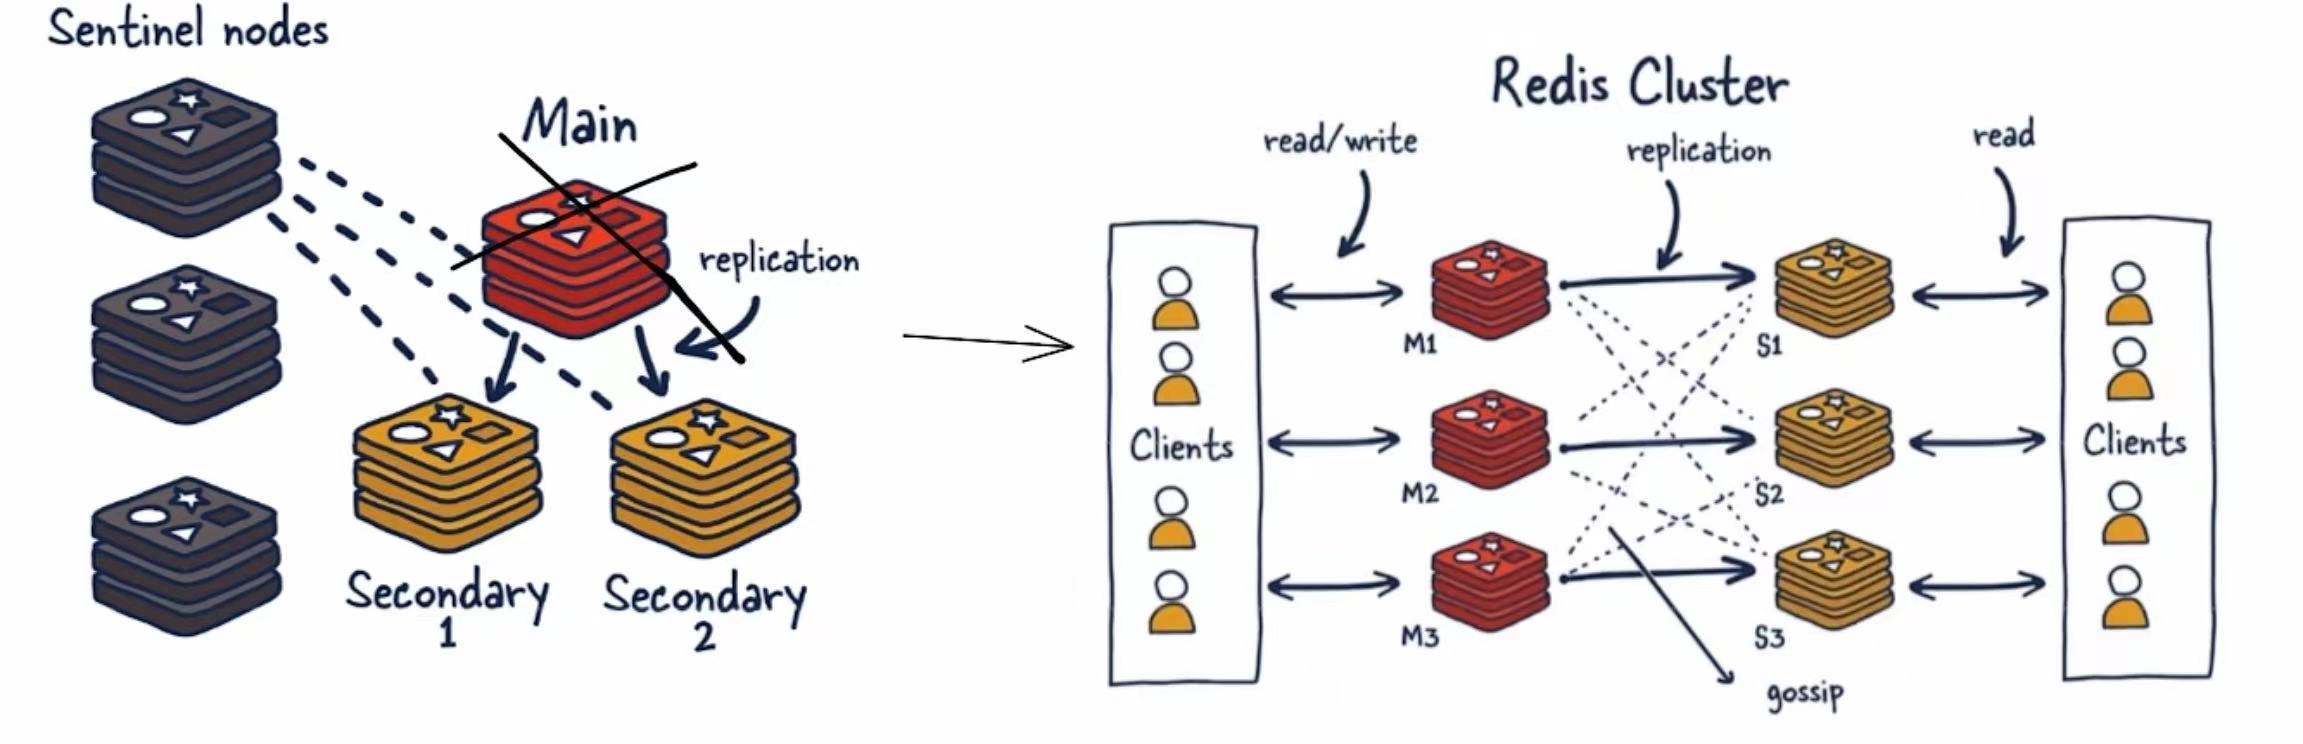 Sentinel nodes
Main
replication
Secondary
1
Secondary
2
Redis Cluster
read/write
replication
read
Clients
M1
S1
M2
S2
M3
S3
Clients
gossip